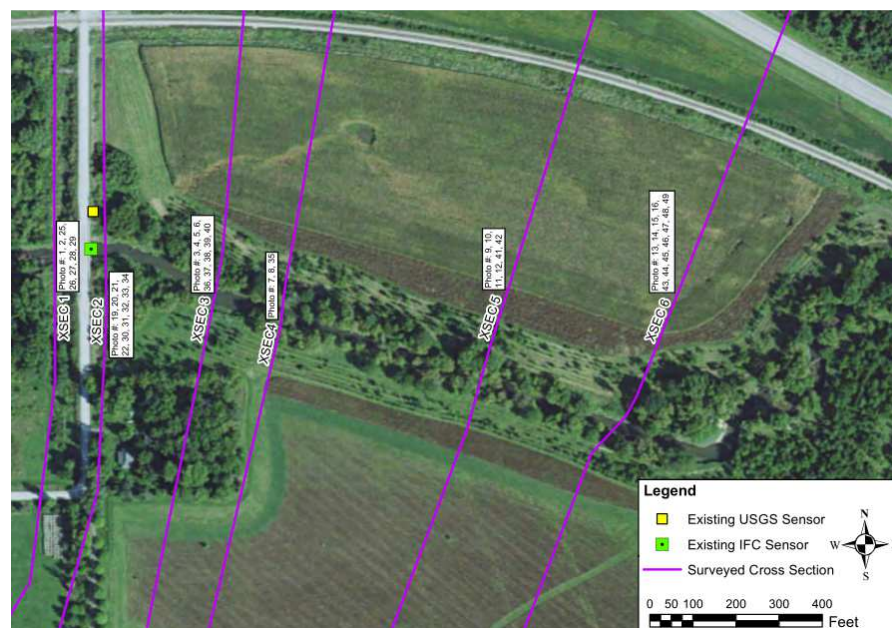 XSEC 1
Photo #: 1, 2, 25,
26, 27, 28, 29
XSEC 2
Photo #: 19, 20, 21,
22, 30, 31, 32, 33, 34
XSEC 3
Photo #: 3, 4, 5, 6,
36, 37, 38, 39, 40
XSEC4
Photo #: 7, 8, 35
XSEC 5
Photo #: 9, 10,
11, 12, 41, 42
XSEC 6
Photo #: 13, 14, 15, 16,
43, 44, 45, 46, 47, 48, 49
Legend
Existing USGS Sensor
Existing IFC Sensor
Surveyed Cross Section
N
W E
S
0 50 100 200 300 400
Feet